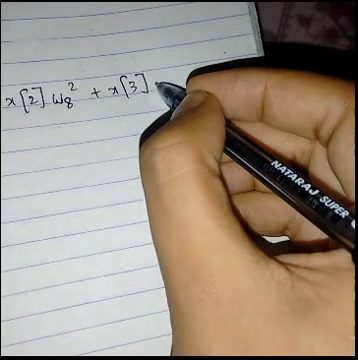 x[2] W₈² + x[3]
NATARAJ SUPER